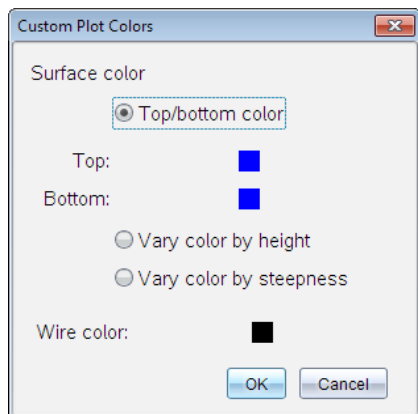 Custom Plot Colors
Surface color
Top/bottom color
Top:
Bottom:
Vary color by height
Vary color by steepness
Wire color:
OK Cancel